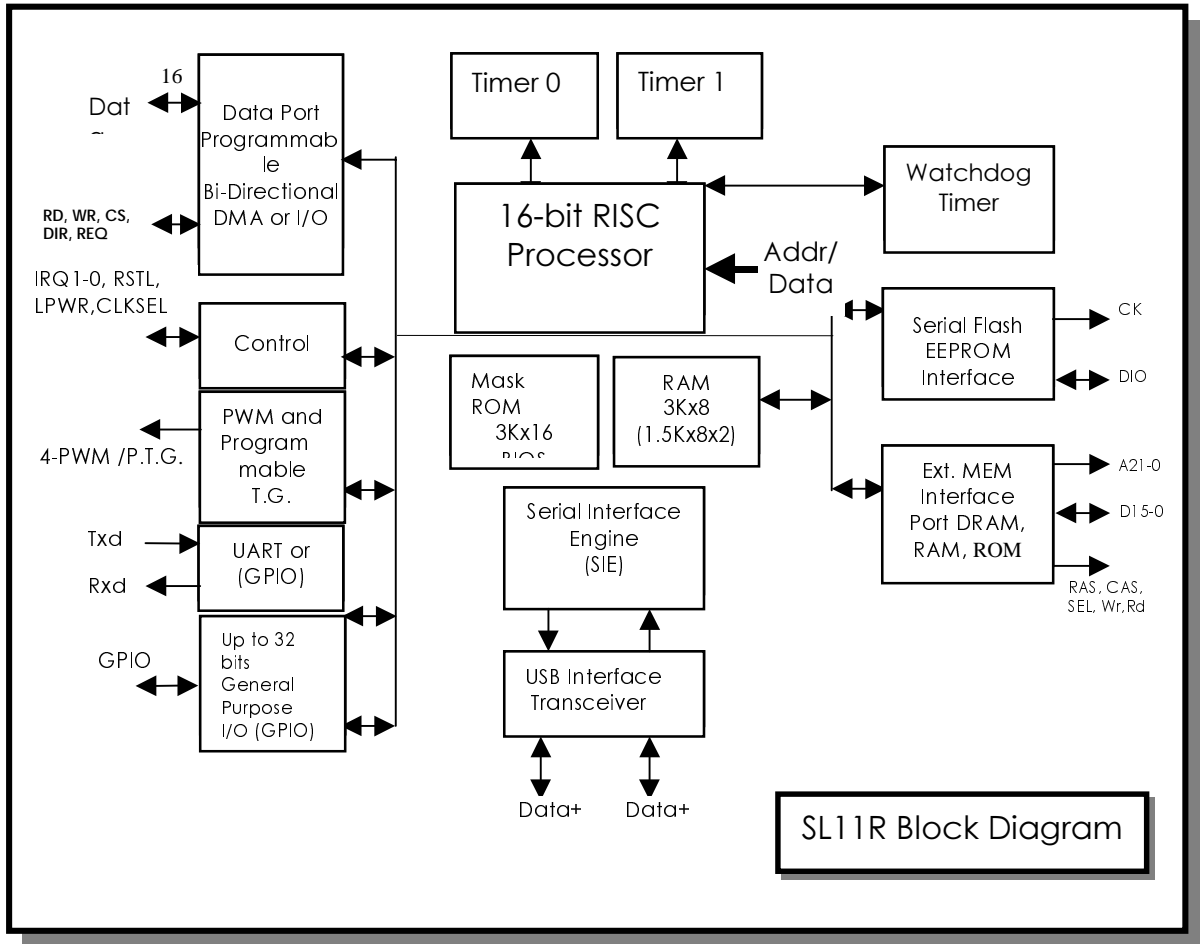 16
Dat
Data Port
Programmab
le
Bi-Directional
DMA or I/O
RD, WR, CS,
DIR, REQ
IRQ1-0, RSTL,
LPWR,CLKSEL
Control
PWM and
Program
mable
T.G.
4-PWM /P.T.G.
Txd
Rxd
UART or
(GPIO)
GPIO
Up to 32
bits
General
Purpose
I/O (GPIO)
Timer 0
Timer 1
16-bit RISC
Processor
Watchdog
Timer
Addr/
Data
Mask
ROM
3Kx16
BIOS
RAM
3Kx8
(1.5Kx8x2)
Serial Flash
EEPROM
Interface
CK
DIO
Ext. MEM
Interface
Port DRAM,
RAM, ROM
A21-0
D15-0
RAS, CAS,
SEL, Wr,Rd
Serial Interface
Engine
(SIE)
USB Interface
Transceiver
Data+
Data+
SL11R Block Diagram